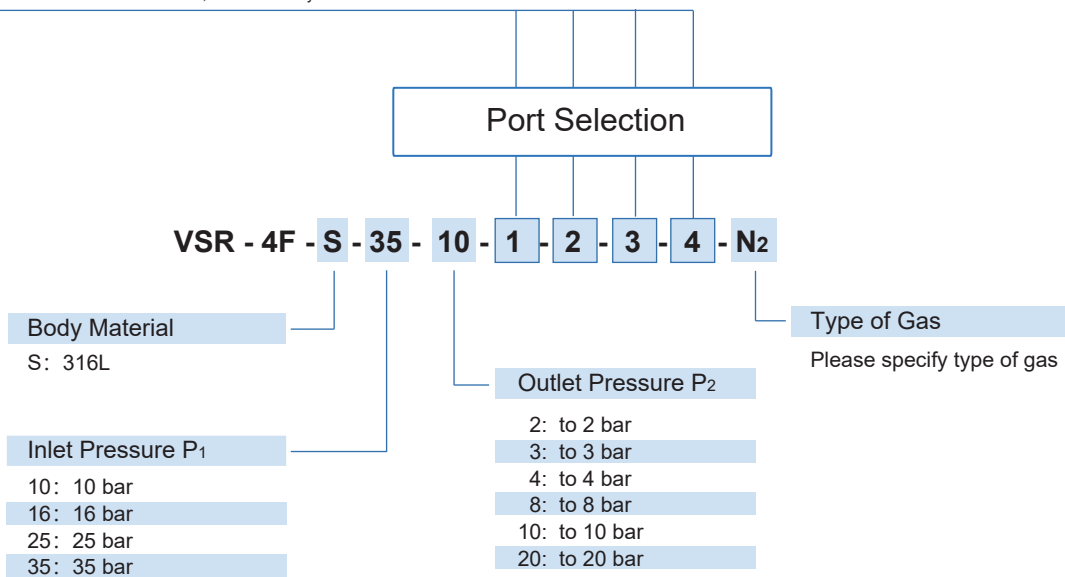 Port Selection
VSR - 4F - S - 35 - 10 - 1 - 2 - 3 - 4 - N2
Body Material
S: 316L
Type of Gas
Please specify type of gas
Outlet Pressure P2
2: to 2 bar
3: to 3 bar
4: to 4 bar
8: to 8 bar
10: to 10 bar
20: to 20 bar
Inlet Pressure P1
10: 10 bar
16: 16 bar
25: 25 bar
35: 35 bar